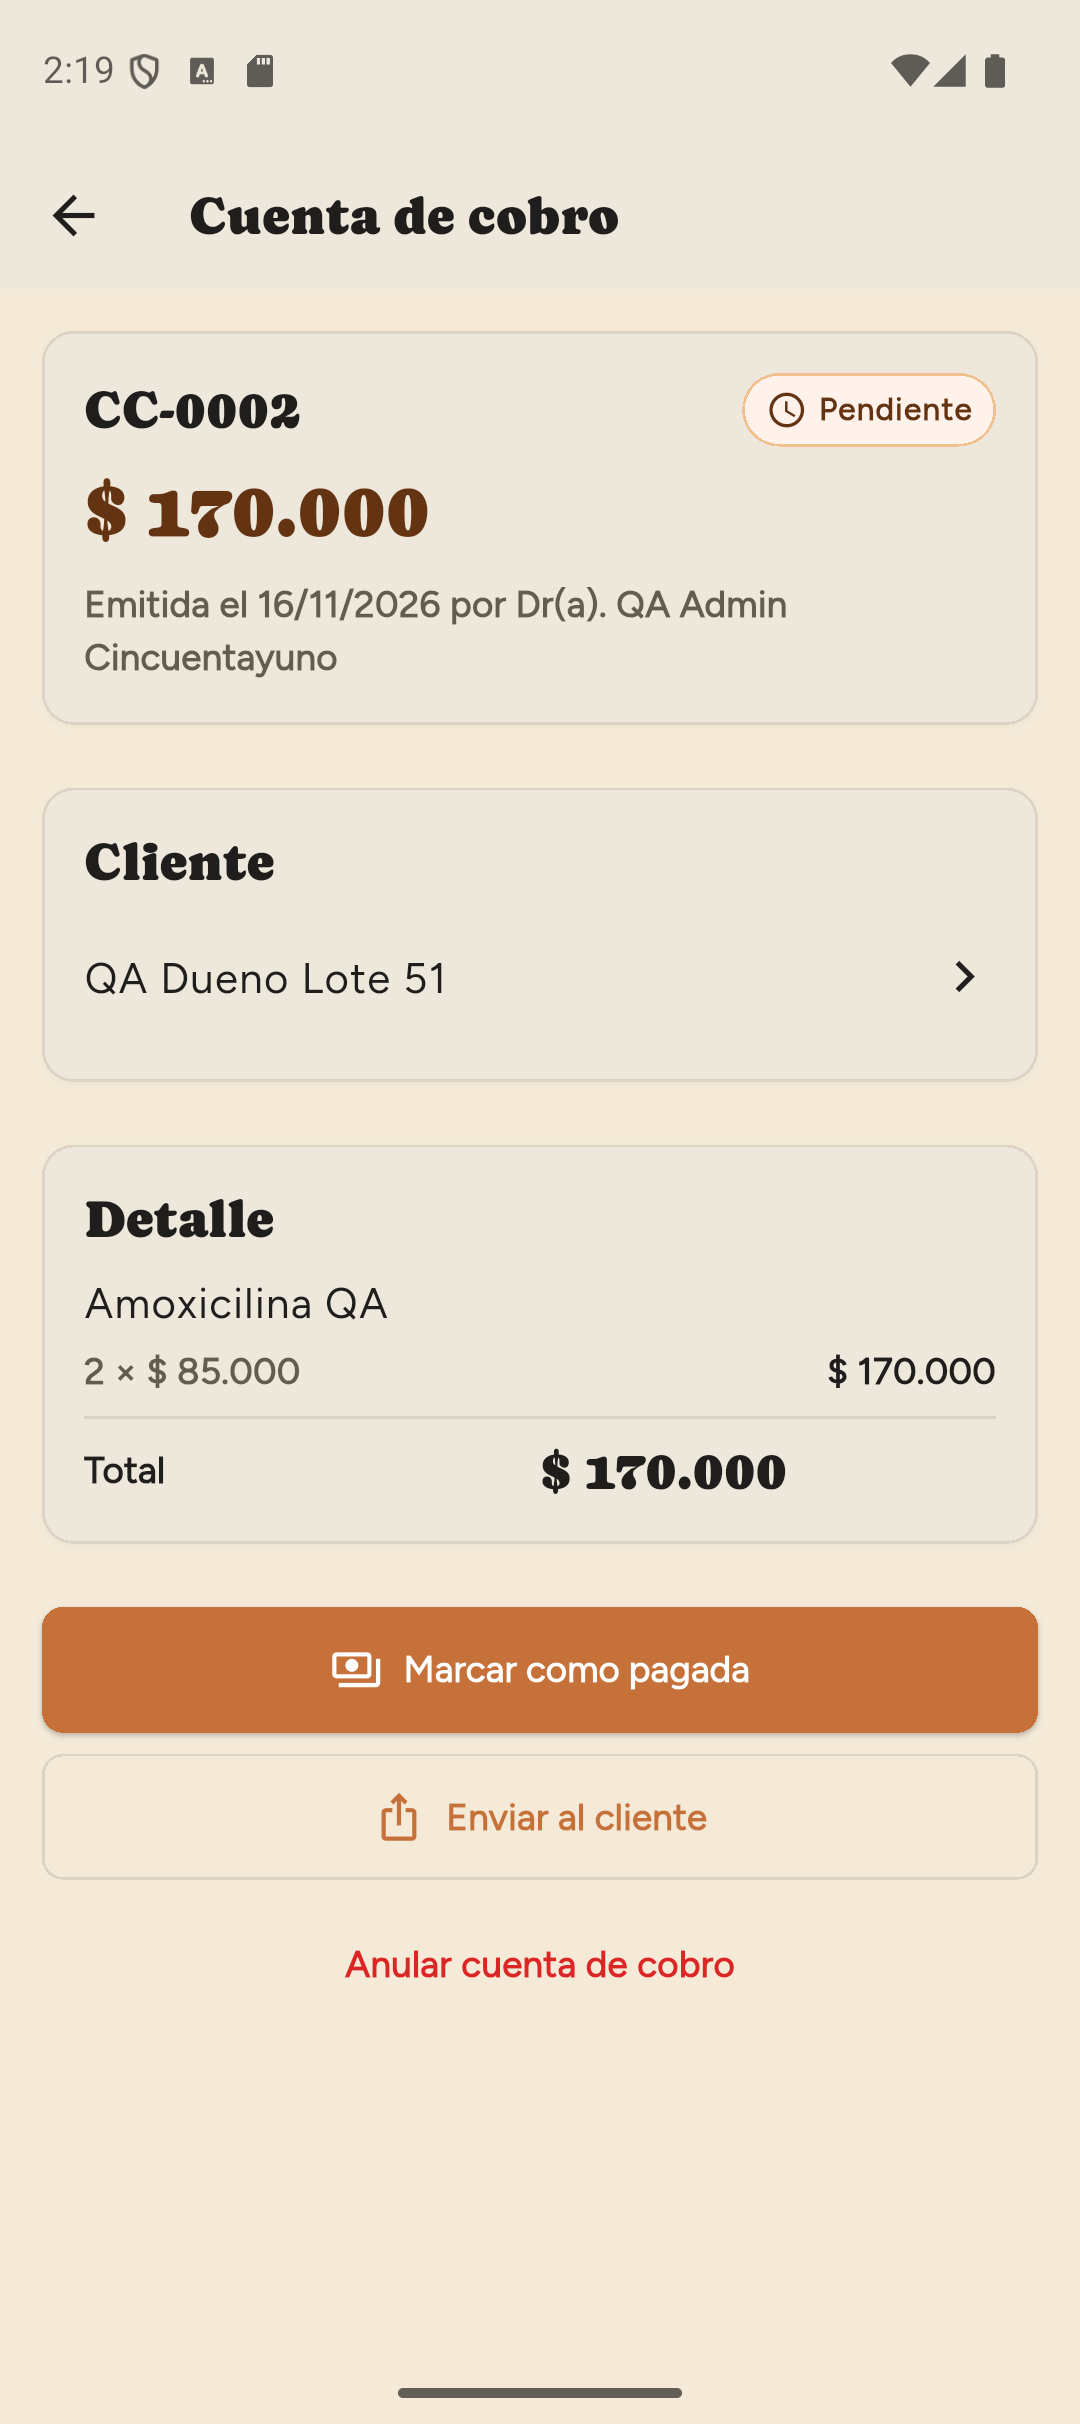 2:19
Cuenta de cobro
CC-0002
Pendiente
$ 170.000
Emitida el 16/11/2026 por Dr(a). QA Admin
Cincuentayuno
Cliente
QA Dueno Lote 51
Detalle
Amoxicilina QA
2 × $ 85.000 $ 170.000
Total $ 170.000
Marcar como pagada
Enviar al cliente
Anular cuenta de cobro